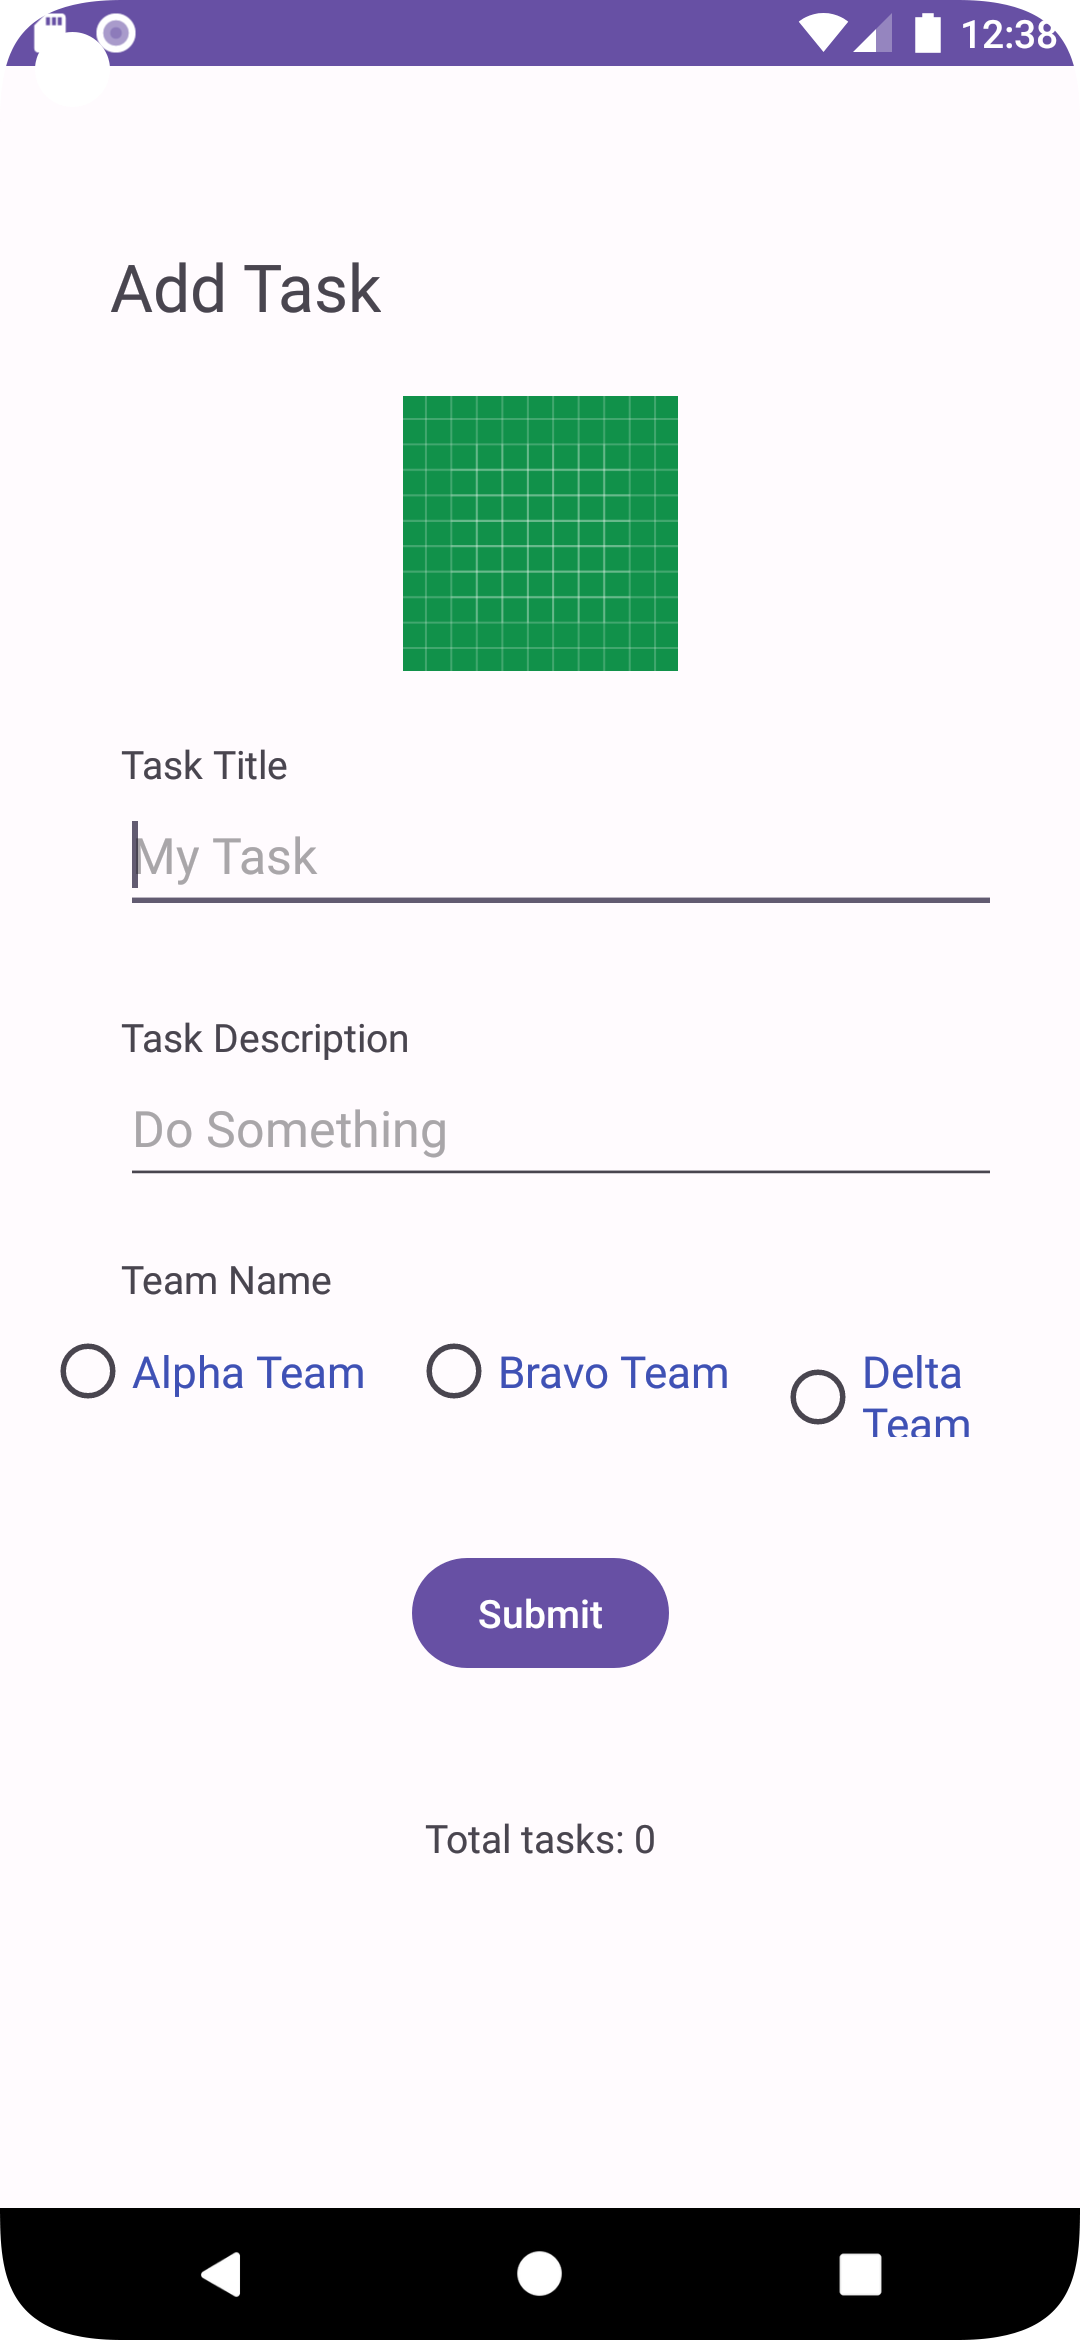 12:38
Add Task
Task Title
My Task
Task Description
Do Something
Team Name
Alpha Team
Bravo Team
Delta
Team
Submit
Total tasks: 0